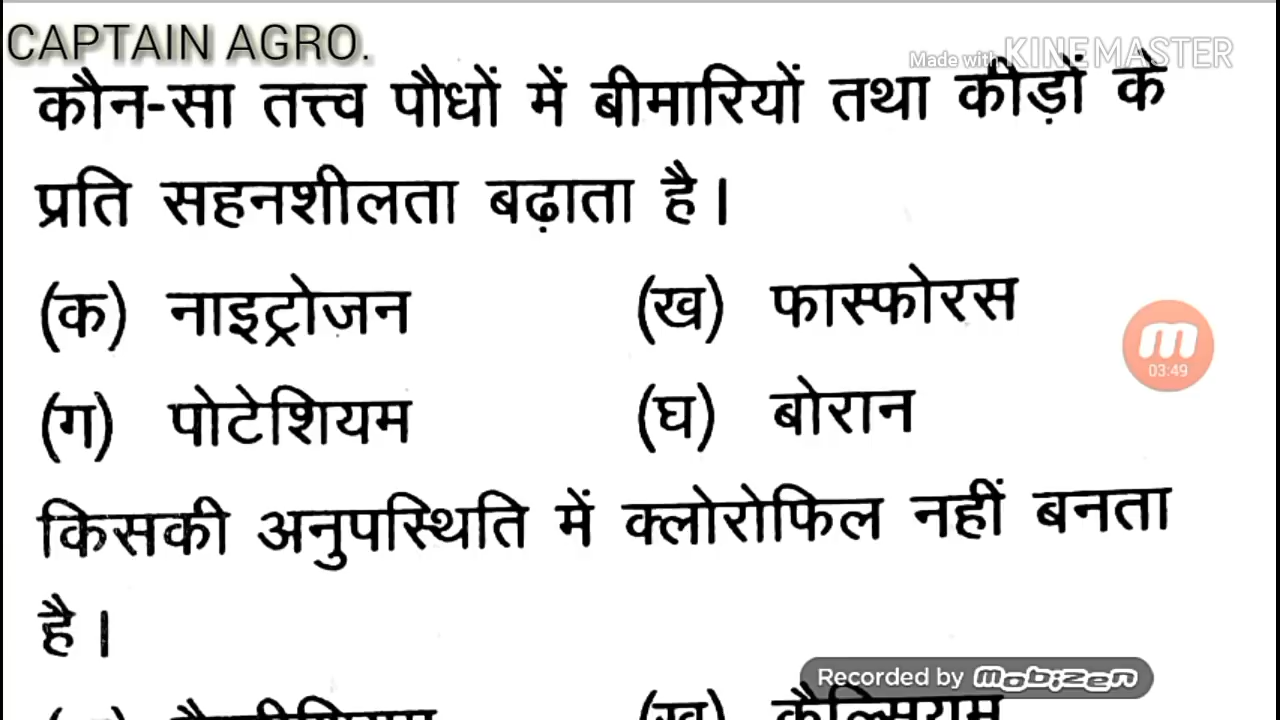 CAPTAIN AGRO.
Made with KINEMASTER
कौन-सा तत्त्व पौधों में बीमारियों तथा कीड़ों के
प्रति सहनशीलता बढ़ाता है।
(क) नाइट्रोजन (ख) फास्फोरस
03:49
(ग) पोटेशियम (घ) बोरान
किसकी अनुपस्थिति में क्लोरोफिल नहीं बनता
है।
Recorded by mobizen
(ख) कैल्सियम